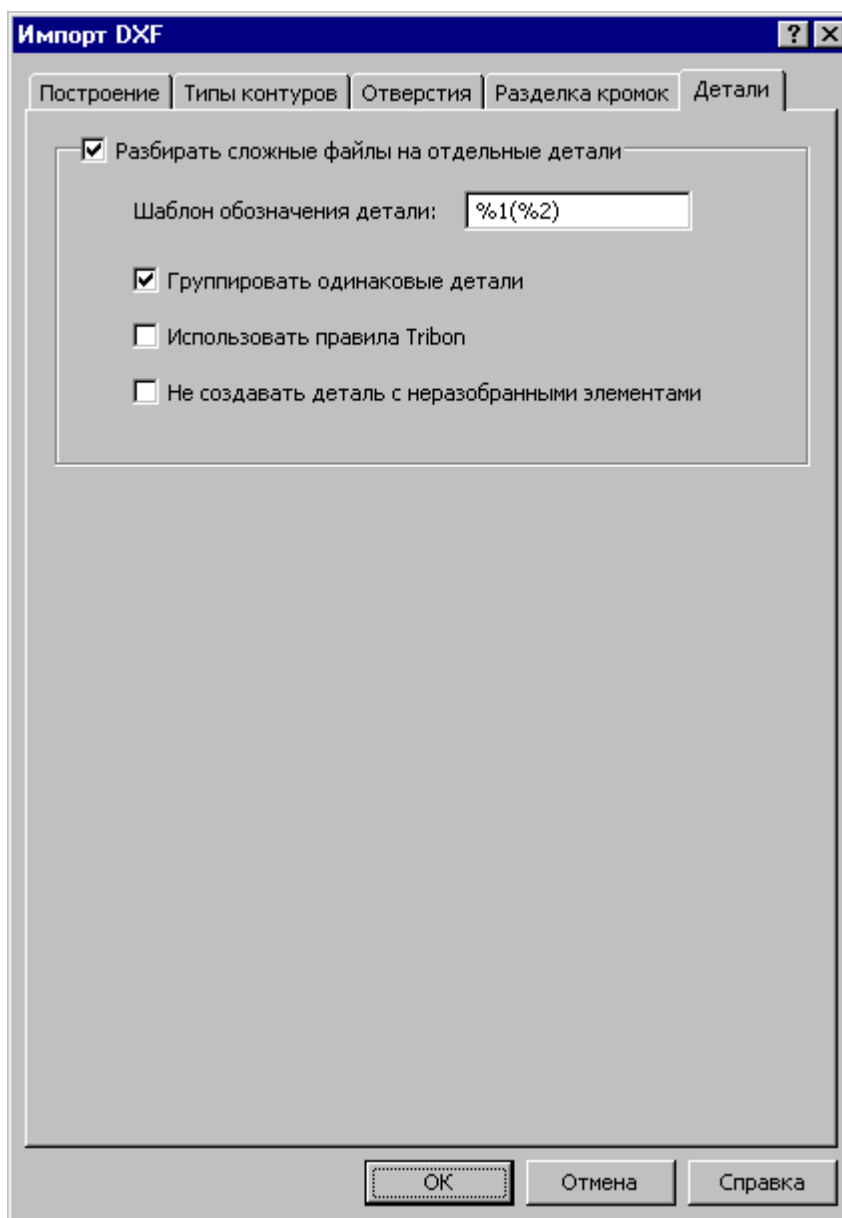 Импорт DXF
Построение Типы контуров Отверстия Разделка кромок Детали
Разбирать сложные файлы на отдельные детали
Шаблон обозначения детали: %1(%2)
Группировать одинаковые детали
Использовать правила Tribon
Не создавать деталь с неразобранными элементами
ОК Отмена Справка